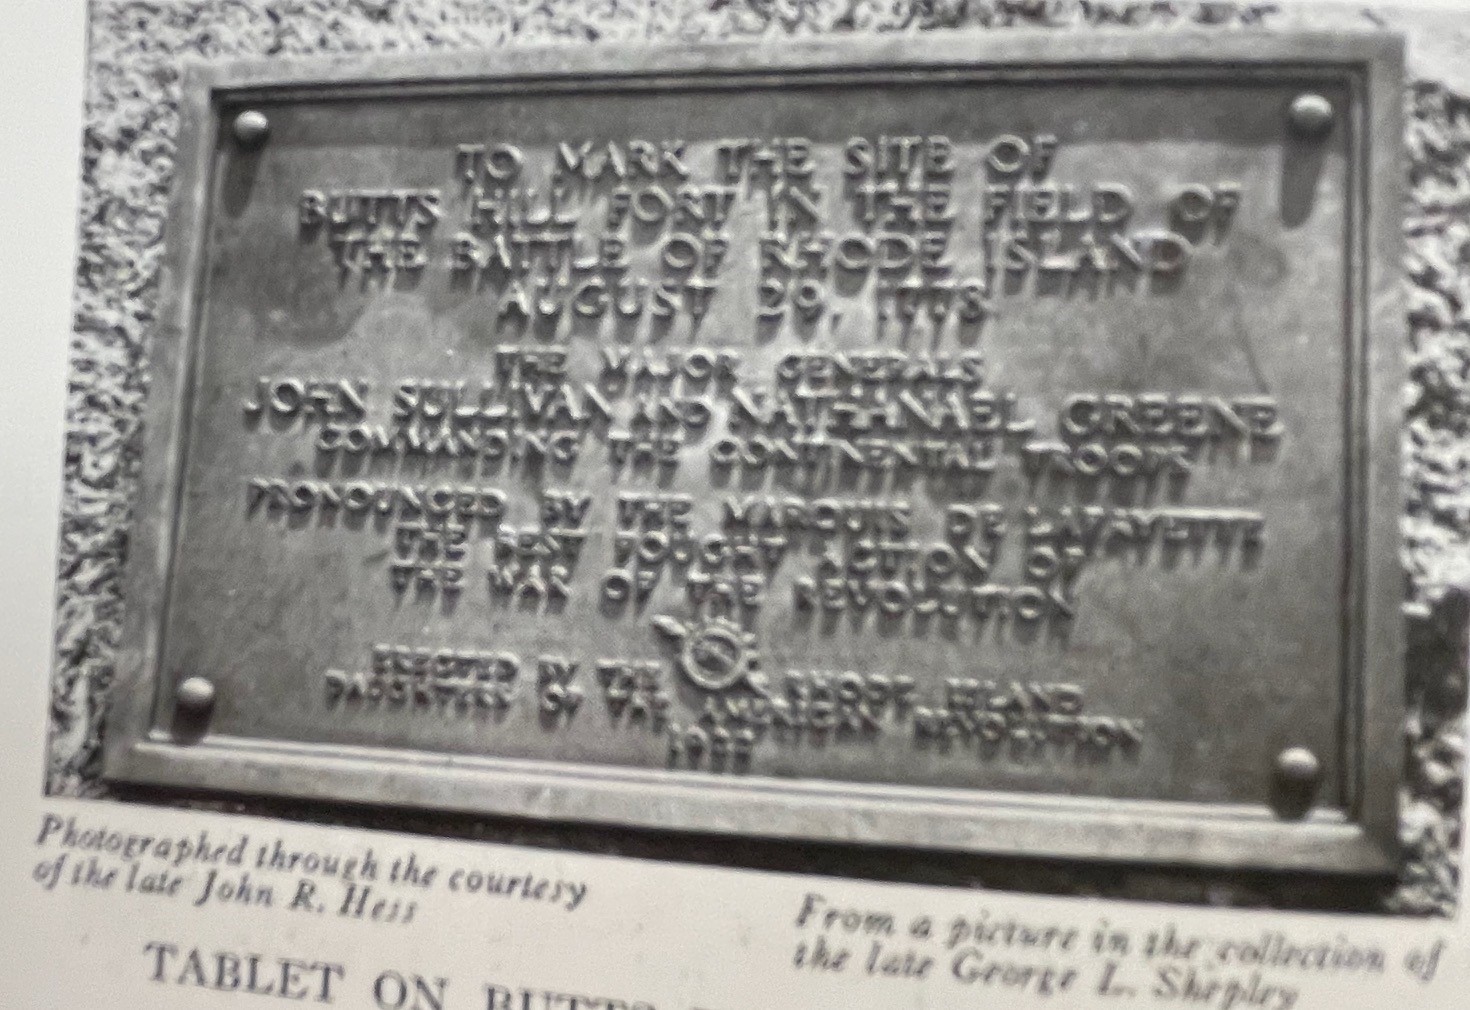 TO MARK THE SITE OF
BUTTS HILL FORT IN THE FIELD OF
THE BATTLE OF RHODE ISLAND
AUGUST 29, 1778
THE MAJOR GENERALS
JOHN SULLIVAN AND NATHANAEL GREENE
COMMANDING THE CONTINENTAL TROOPS
PRONOUNCED BY THE MARQUIS DE LAFAYETTE
THE BEST FOUGHT ACTION OF
THE WAR OF THE REVOLUTION
ERECTED BY THE RHODE ISLAND
DAUGHTERS OF THE AMERICAN REVOLUTION
Photographed through the courtesy
of the late John R. Hess
From a picture in the collection of
the late George L. Shepley
TABLET ON BUTTS